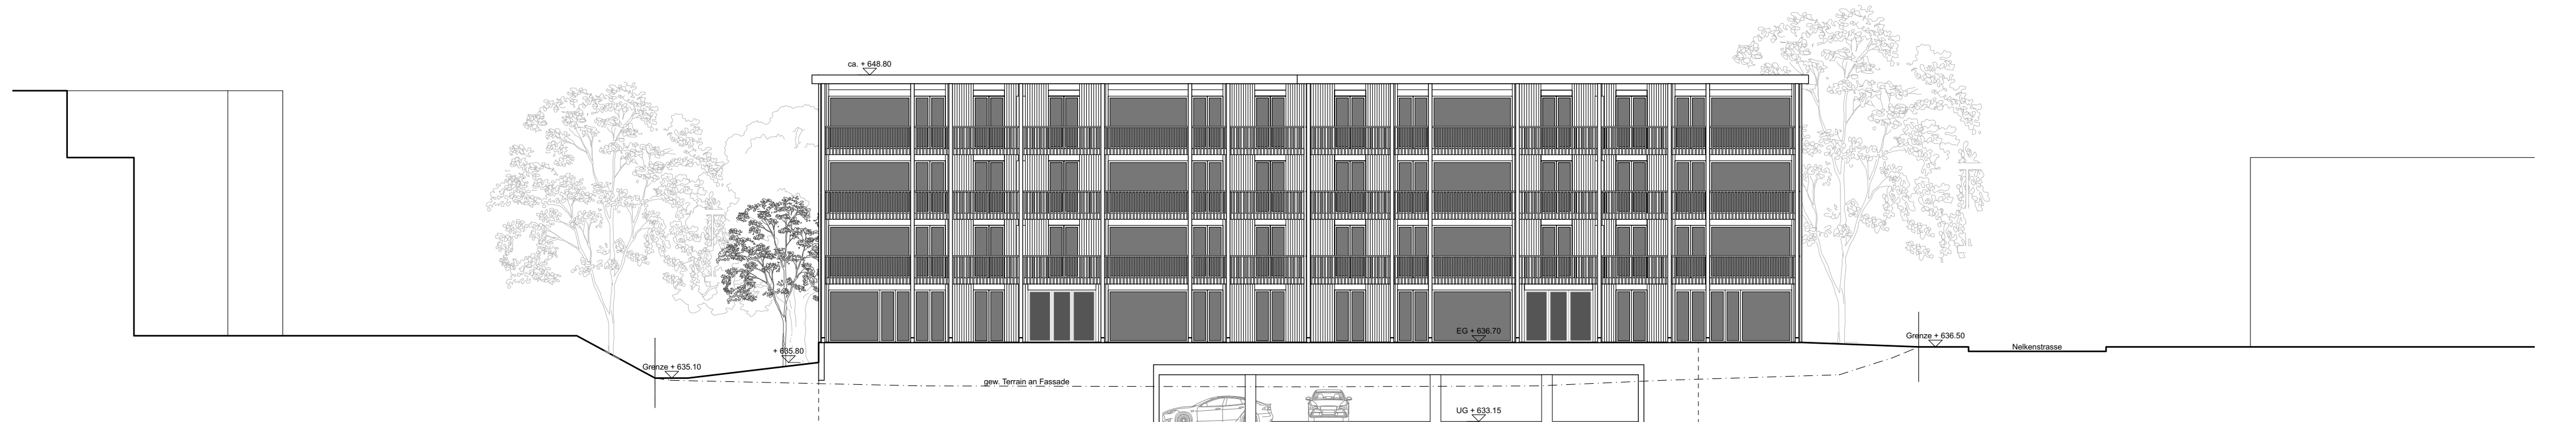 ca. + 648.80
EG + 636.70
Grenze + 636.50
Nelkenstrasse
+ 635.80
Grenze + 635.10
gew. Terrain an Fassade
UG + 633.15